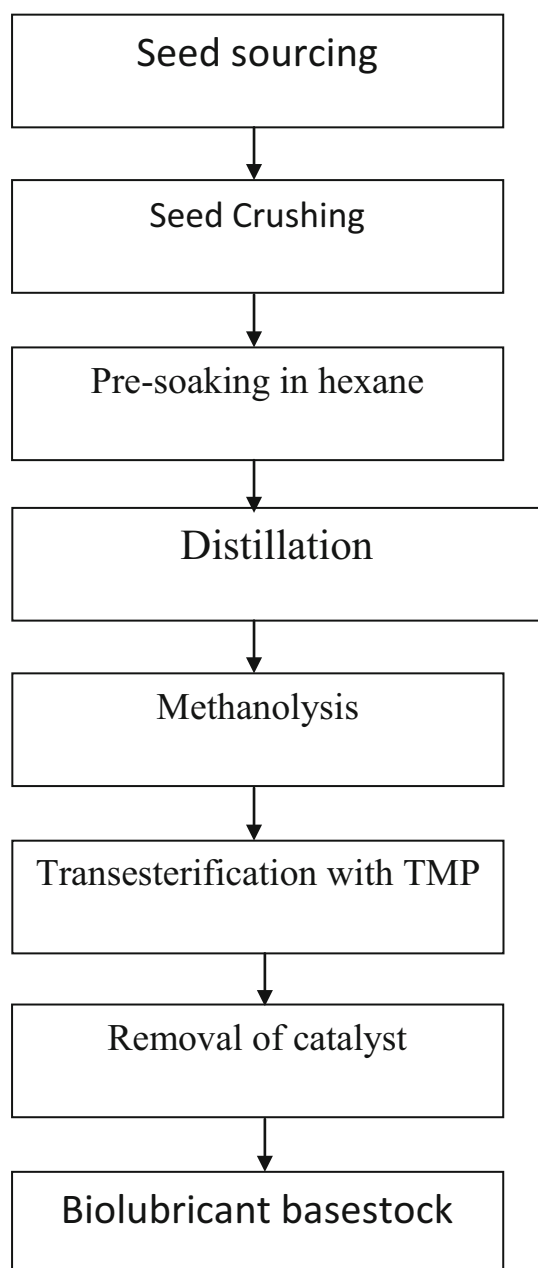 Seed sourcing
Seed Crushing
Pre-soaking in hexane
Distillation
Methanolysis
Transesterification with TMP
Removal of catalyst
Biolubricant basestock